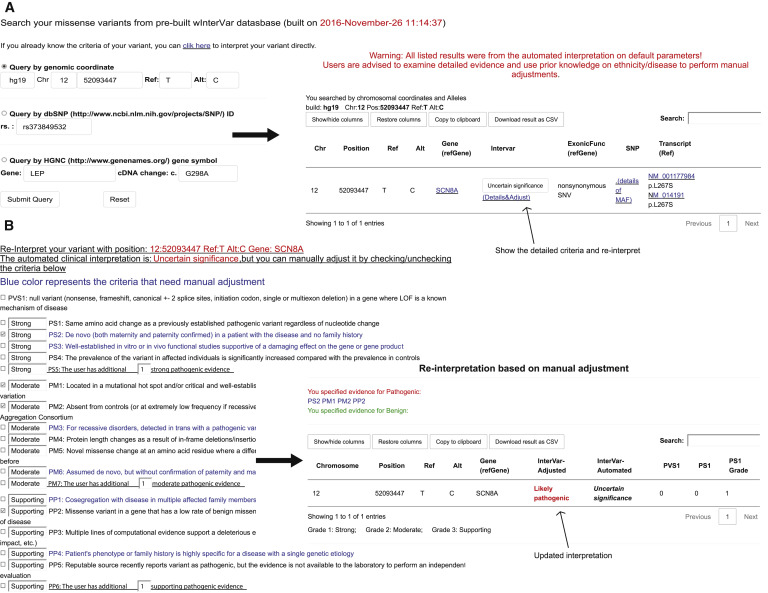 A
Search your missense variants from pre-built wInterVar datsbase (built on 2016-November-26 11:14:37)
If you already know the criteria of your variant, you can clik here to interpret your variant directly.
Query by genomic coordinate
hg19 Chr 12 52093447 Ref: T Alt: C
Query by dbSNP (http://www.ncbi.nlm.nih.gov/projects/SNP/) ID
rs. : rs373849532
Query by HGNC (http://www.genenames.org/) gene symbol
Gene: LEP cDNA change: c. G298A
Submit Query Reset
Warning: All listed results were from the automated interpretation on default parameters!
Users are advised to examine detailed evidence and use prior knowledge on ethnicity/disease to perform manual
adjustments.
You searched by chromosomal coordinates and Alleles
build: hg19 Chr:12 Pos:52093447 Ref:T Alt:C
Show/hide columns Restore columns Copy to clipboard Download result as CSV Search:
Chr Position Ref Alt Gene (refGene) Intervar ExonicFunc (refGene) SNP Transcript (Ref)
12 52093447 T C SCN8A Uncertain significance (Details&Adjust) nonsynonymous SNV .(details of MAF) NM_001177984 p.L267S NM_014191 p.L267S
Showing 1 to 1 of 1 entries Previous 1 Next
Show the detailed criteria and re-interpret
B
Re-Interpret your variant with position: 12:52093447 Ref:T Alt:C Gene: SCN8A
The automated clinical interpretation is: Uncertain significance,but you can manually adjust it by checking/unchecking
the criteria below
Blue color represents the criteria that need manual adjustment
PVS1: null variant (nonsense, frameshift, canonical +- 2 splice sites, initiation codon, single or multiexon deletion) in a gene where LOF is a known
mechanism of disease
Strong PS1: Same amino acid change as a previously established pathogenic variant regardless of nucleotide change
Strong PS2: De novo (both maternity and paternity confirmed) in a patient with the disease and no family history
Strong PS3: Well-established in vitro or in vivo functional studies supportive of a damaging effect on the gene or gene product
Strong PS4: The prevalence of the variant in affected individuals is significantly increased compared with the prevalence in controls
Strong PS5: The user has additional 1 strong pathogenic evidence
Moderate PM1: Located in a mutational hot spot and/or critical and well-establis
variation
Moderate PM2: Absent from controls (or at extremely low frequency if recessive
Aggregation Consortium
Moderate PM3: For recessive disorders, detected in trans with a pathogenic var
Moderate PM4: Protein length changes as a result of in-frame deletions/insertio
Moderate PM5: Novel missense change at an amino acid residue where a diffe
before
Moderate PM6: Assumed de novo, but without confirmation of paternity and ma
Moderate PM7: The user has additional 1 moderate pathogenic evidence
Supporting PP1: Cosegregation with disease in multiple affected family members
Supporting PP2: Missense variant in a gene that has a low rate of benign missen
of disease
Supporting PP3: Multiple lines of computational evidence support a deleterious e
impact, etc.)
Supporting PP4: Patient's phenotype or family history is highly specific for a disease with a single genetic etiology
Supporting PP5: Reputable source recently reports variant as pathogenic, but the evidence is not available to the laboratory to perform an independent
evaluation
Supporting PP6: The user has additional 1 supporting pathogenic evidence
Re-interpretation based on manual adjustment
You specified evidence for Pathogenic:
PS2 PM1 PM2 PP2
You specified evidence for Benign:
Show/hide columns Restore columns Copy to clipboard Download result as CSV Search:
Chromosome Position Ref Alt Gene (refGene) InterVar-Adjusted InterVar-Automated PVS1 PS1 PS1 Grade
12 52093447 T C SCN8A Likely pathogenic Uncertain significance 0 0 1
Showing 1 to 1 of 1 entries Previous 1 Next
Grade 1: Strong; Grade 2: Moderate; Grade 3: Supporting
Updated interpretation